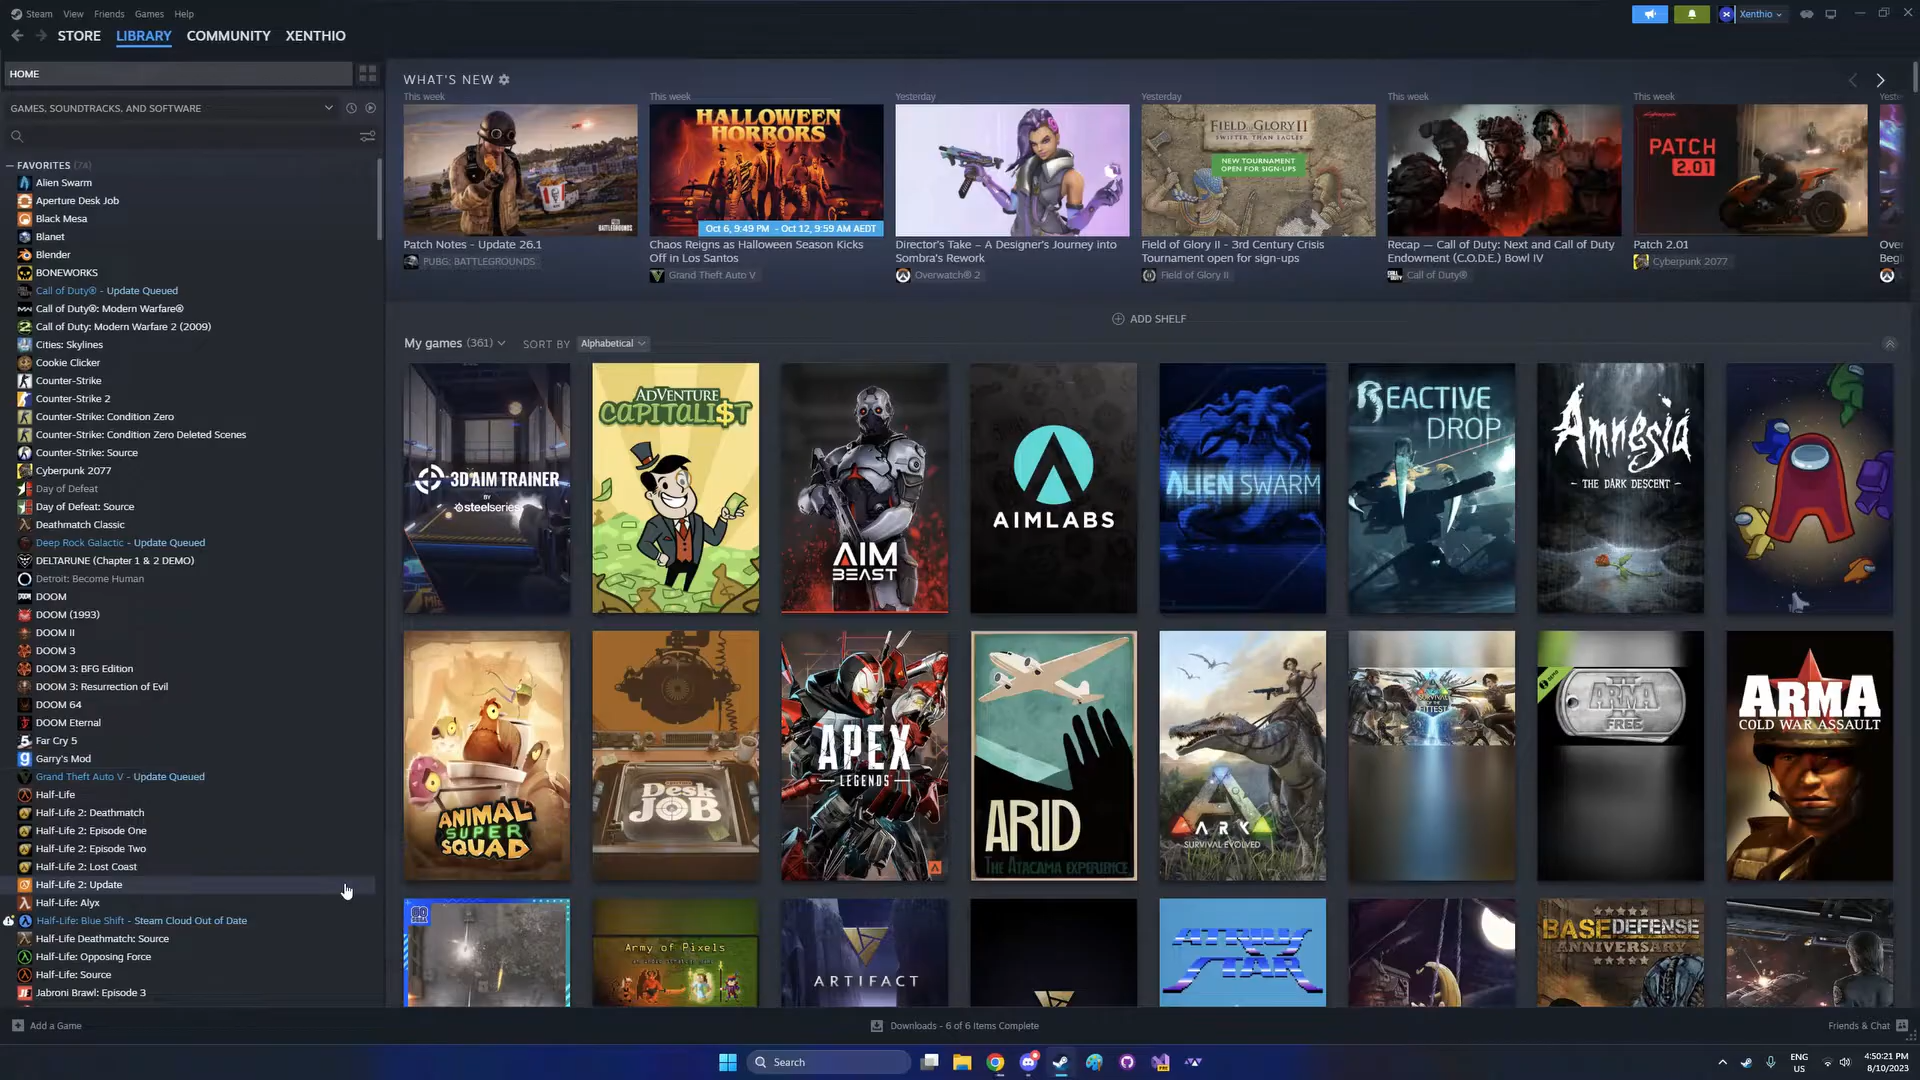 Steam View Friends Games Help
Xenthio
STORE LIBRARY COMMUNITY XENTHIO
HOME
GAMES, SOUNDTRACKS, AND SOFTWARE
FAVORITES (74)
Alien Swarm
Aperture Desk Job
Black Mesa
Blanet
Blender
BONEWORKS
Call of Duty® - Update Queued
Call of Duty®: Modern Warfare®
Call of Duty: Modern Warfare 2 (2009)
Cities: Skylines
Cookie Clicker
Counter-Strike
Counter-Strike 2
Counter-Strike: Condition Zero
Counter-Strike: Condition Zero Deleted Scenes
Counter-Strike: Source
Cyberpunk 2077
Day of Defeat
Day of Defeat: Source
Deathmatch Classic
Deep Rock Galactic - Update Queued
DELTARUNE (Chapter 1 & 2 DEMO)
Detroit: Become Human
DOOM
DOOM (1993)
DOOM II
DOOM 3
DOOM 3: BFG Edition
DOOM 3: Resurrection of Evil
DOOM 64
DOOM Eternal
Far Cry 5
Garry's Mod
Grand Theft Auto V - Update Queued
Half-Life
Half-Life 2: Deathmatch
Half-Life 2: Episode One
Half-Life 2: Episode Two
Half-Life 2: Lost Coast
Half-Life 2: Update
Half-Life: Alyx
Half-Life: Blue Shift - Steam Cloud Out of Date
Half-Life Deathmatch: Source
Half-Life: Opposing Force
Half-Life: Source
Jabroni Brawl: Episode 3
Add a Game
WHAT'S NEW
This week
Patch Notes - Update 26.1
PUBG: BATTLEGROUNDS
This week
HALLOWEEN
HORRORS
Oct 6, 9:49 PM - Oct 12, 9:59 AM AEDT
Chaos Reigns as Halloween Season Kicks
Off in Los Santos
Grand Theft Auto V
Yesterday
Director's Take – A Designer's Journey into
Sombra's Rework
Overwatch® 2
Yesterday
FIELD OF GLORY II
SWIFTER THAN EAGLES
NEW TOURNAMENT
OPEN FOR SIGN-UPS
Field of Glory II - 3rd Century Crisis
Tournament open for sign-ups
Field of Glory II
This week
Recap — Call of Duty: Next and Call of Duty
Endowment (C.O.D.E.) Bowl IV
Call of Duty®
This week
PATCH
2.01
Patch 2.01
Cyberpunk 2077
Yeste
Over
Begi
ADD SHELF
My games (361) SORT BY Alphabetical
3D AIM TRAINER
BY
steelseries
ADVENTURE
CAPITALI$T
AIM
BEAST
AIMLABS
ALIEN SWARM
REACTIVE
DROP
Amnesia
- THE DARK DESCENT -
ANIMAL
SUPER
SQUAD
Desk
JOB
APEX
LEGENDS
ARID
THE ATACAMA EXPERIENCE
ARK
SURVIVAL EVOLVED
ARMA
II
FREE
ARMA
COLD WAR ASSAULT
Army of Pixels
ARTIFACT
BASE DEFENSE
ANNIVERSARY
Downloads - 6 of 6 Items Complete
Friends & Chat
Search
ENG
US
4:50:21 PM
8/10/2023